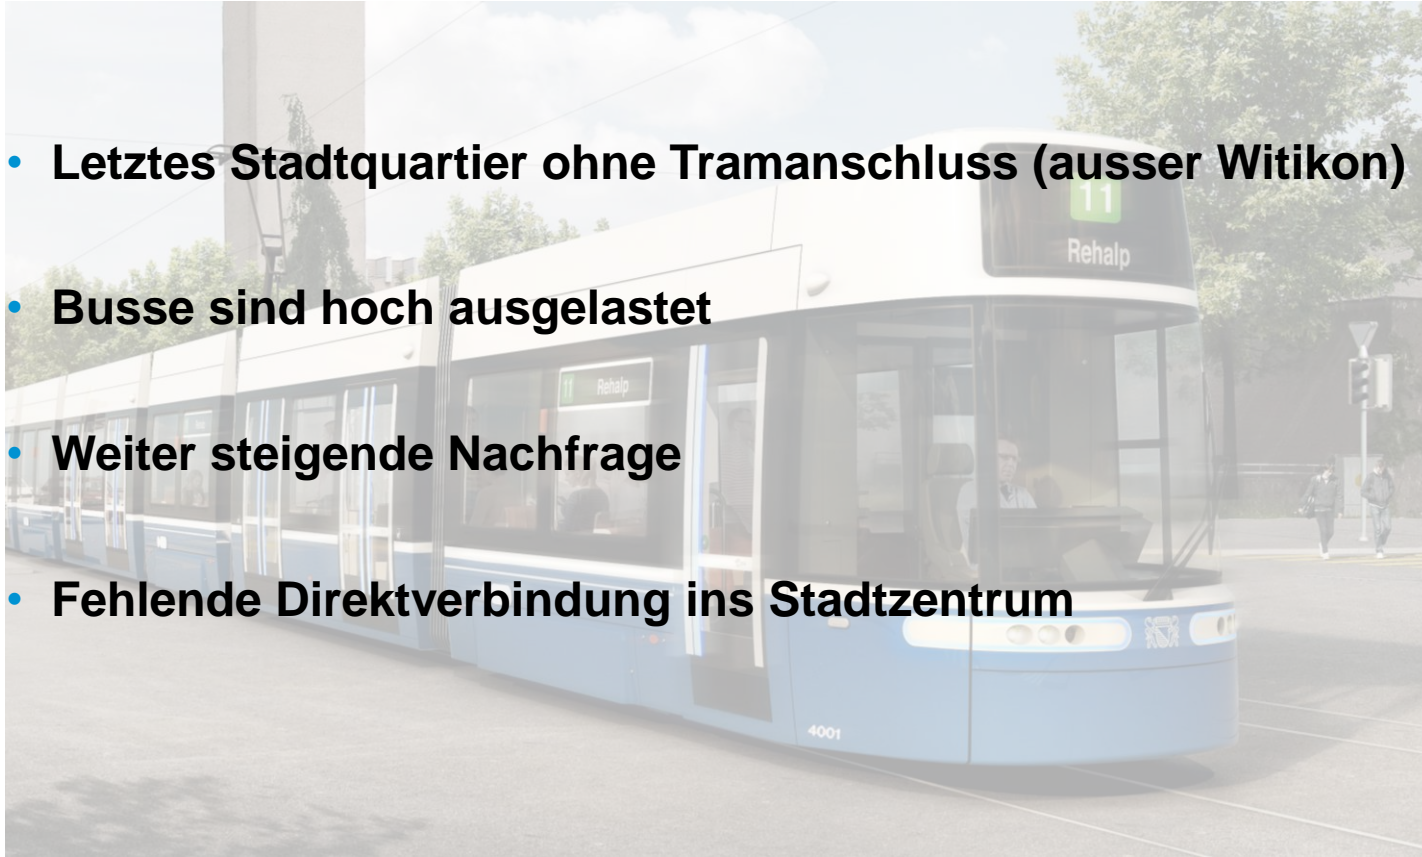 • Letztes Stadtquartier ohne Tramanschluss (ausser Witikon)
11
Rehalp
• Busse sind hoch ausgelastet
11 Rehalp
• Weiter steigende Nachfrage
• Fehlende Direktverbindung ins Stadtzentrum
4001